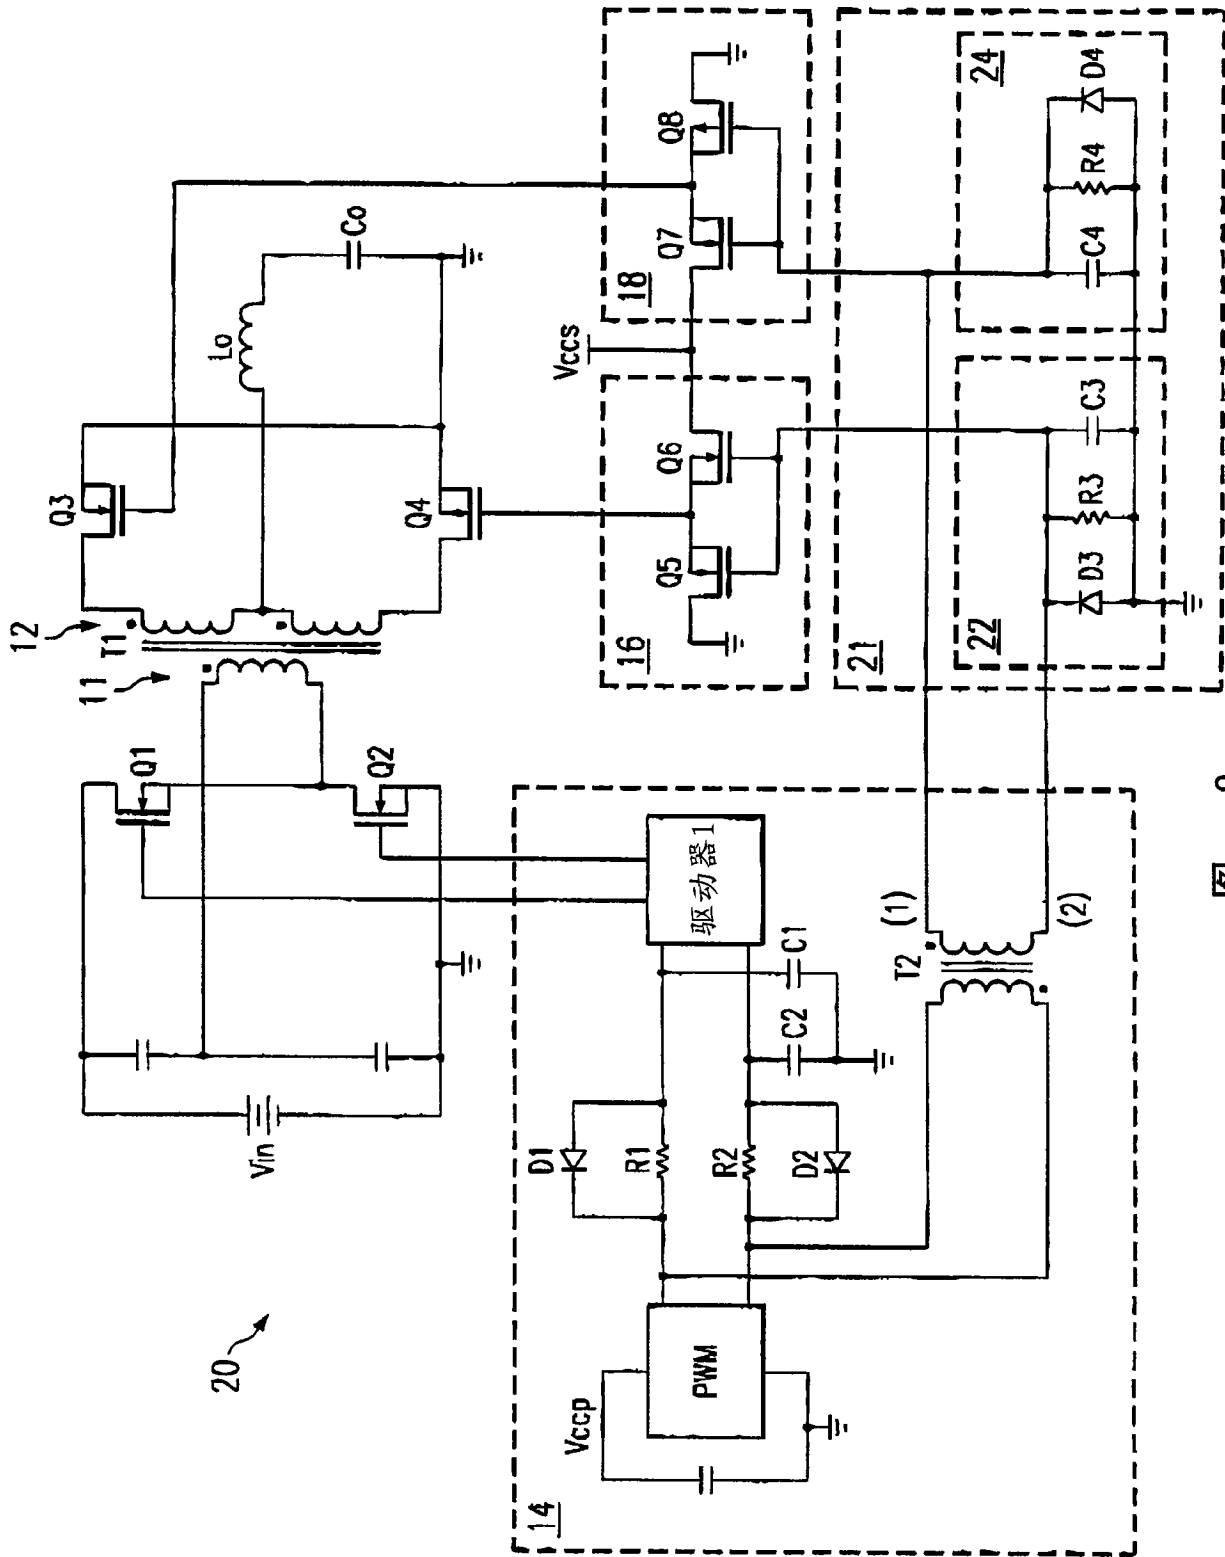 20
Vin
11
12
T1
Q1
Q2
Q3
Q4
Lo
Co
14
Vccp
PWM
D1
R1
R2
D2
C2
C1
驱动器1
T2
(1)
(2)
16
Q5
Q6
Vccs
18
Q7
Q8
21
22
D3
R3
C3
24
C4
R4
D4
图